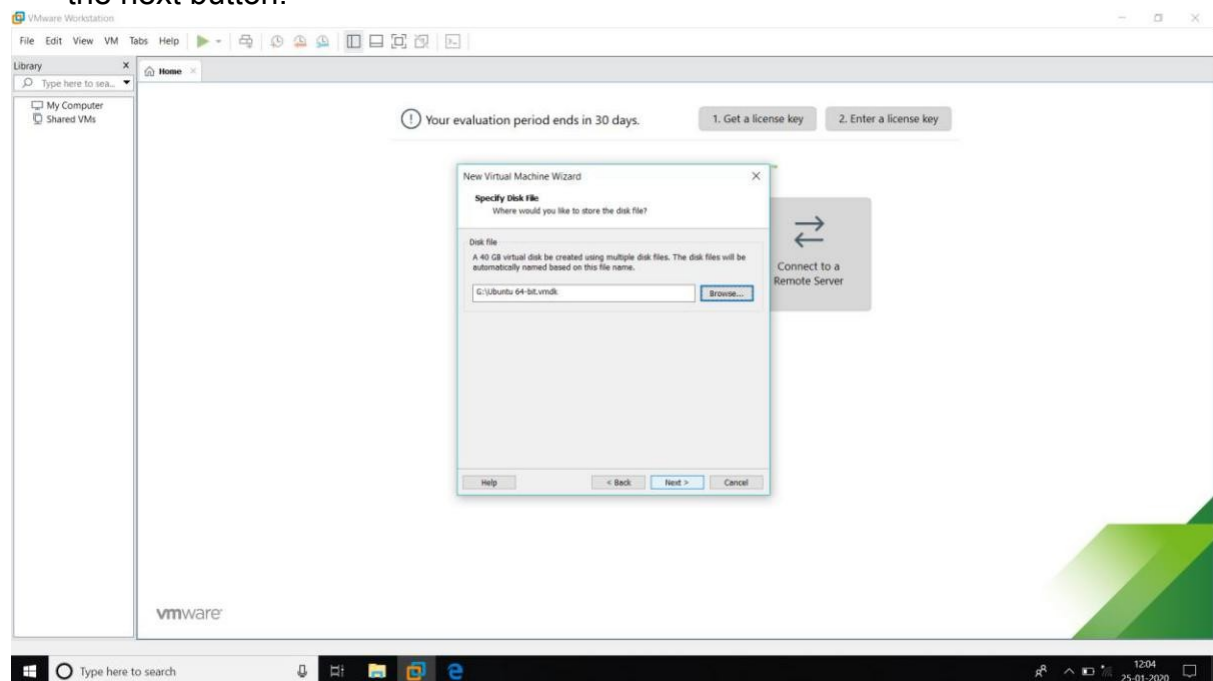 the next button.
VMware Workstation
File Edit View VM Tabs Help
Library X
Home
Type here to sea...
My Computer
Shared VMs
Your evaluation period ends in 30 days.
1. Get a license key
2. Enter a license key
New Virtual Machine Wizard
Specify Disk File
Where would you like to store the disk file?
Disk file
A 40 GB virtual disk be created using multiple disk files. The disk files will be
automatically named based on this file name.
G:\Ubuntu 64-bit.vmdk
Browse...
Connect to a
Remote Server
Help
< Back
Next >
Cancel
vmware
Type here to search
12:04
25-01-2020